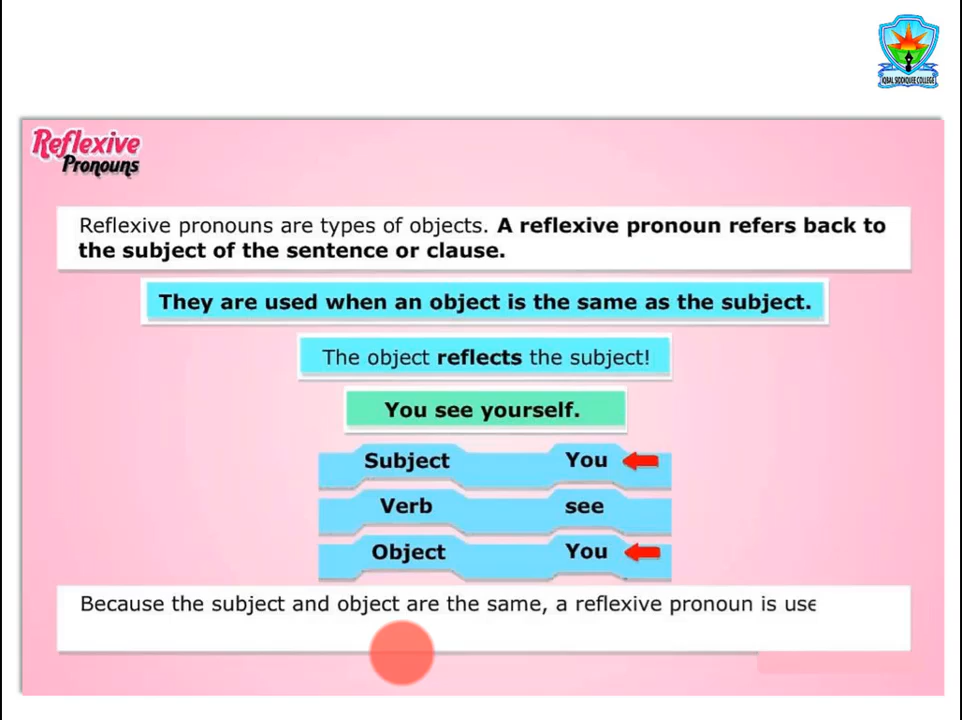 IQBAL SIDDIQUEE COLLEGE
Reflexive
Pronouns
Reflexive pronouns are types of objects. A reflexive pronoun refers back to
the subject of the sentence or clause.
They are used when an object is the same as the subject.
The object reflects the subject!
You see yourself.
Subject You
Verb see
Object You
Because the subject and object are the same, a reflexive pronoun is use